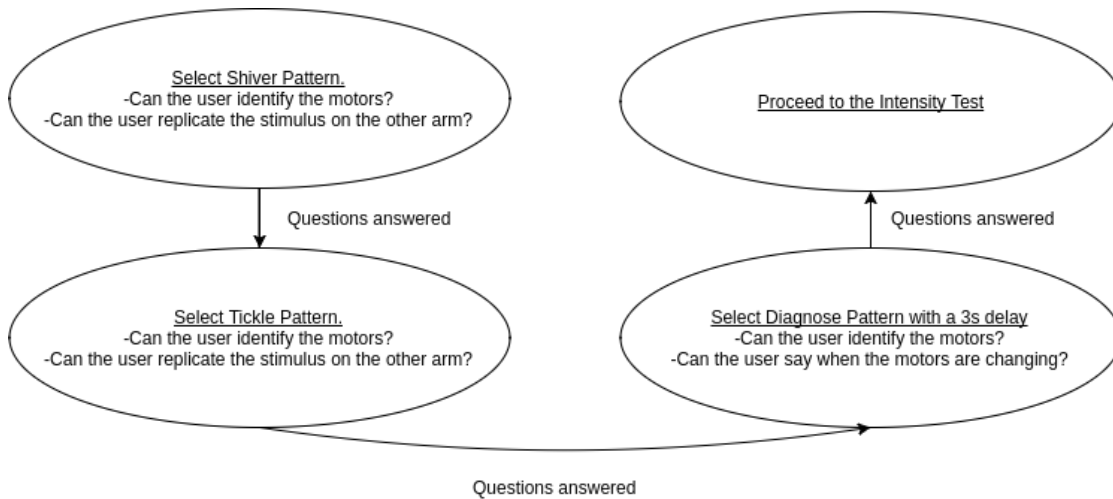 Select Shiver Pattern.
-Can the user identify the motors?
-Can the user replicate the stimulus on the other arm?
Questions answered
Select Tickle Pattern.
-Can the user identify the motors?
-Can the user replicate the stimulus on the other arm?
Questions answered
Select Diagnose Pattern with a 3s delay
-Can the user identify the motors?
-Can the user say when the motors are changing?
Questions answered
Proceed to the Intensity Test